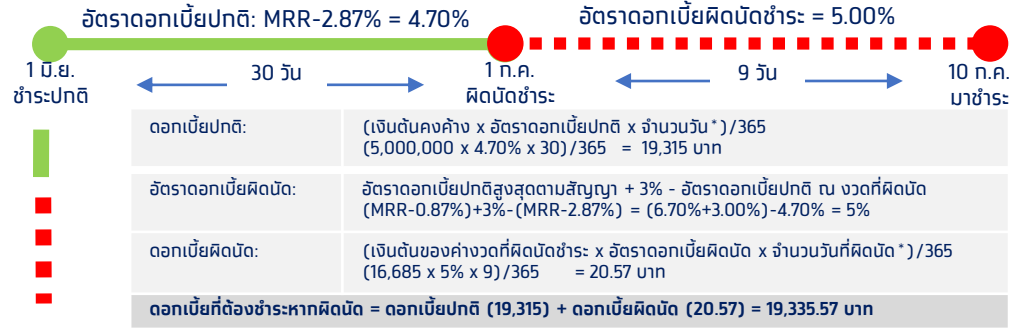 อัตราดอกเบี้ยปกติ: MRR-2.87% = 4.70%
อัตราดอกเบี้ยผิดนัดชำระ = 5.00%
1 มิ.ย.
ชำระปกติ
30 วัน
1 ก.ค.
ผิดนัดชำระ
9 วัน
10 ก.ค.
มาชำระ
ดอกเบี้ยปกติ:
(เงินต้นคงค้าง x อัตราดอกเบี้ยปกติ x จำนวนวัน*)/365
(5,000,000 x 4.70% x 30)/365 = 19,315 บาท
อัตราดอกเบี้ยผิดนัด:
อัตราดอกเบี้ยปกติสูงสุดตามสัญญา + 3% - อัตราดอกเบี้ยปกติ ณ งวดที่ผิดนัด
(MRR-0.87%)+3%-(MRR-2.87%) = (6.70%+3.00%)-4.70% = 5%
ดอกเบี้ยผิดนัด:
(เงินต้นของค่างวดที่ผิดนัดชำระ x อัตราดอกเบี้ยผิดนัด x จำนวนวันที่ผิดนัด*)/365
(16,685 x 5% x 9)/365 = 20.57 บาท
ดอกเบี้ยที่ต้องชำระหากผิดนัด = ดอกเบี้ยปกติ (19,315) + ดอกเบี้ยผิดนัด (20.57) = 19,335.57 บาท